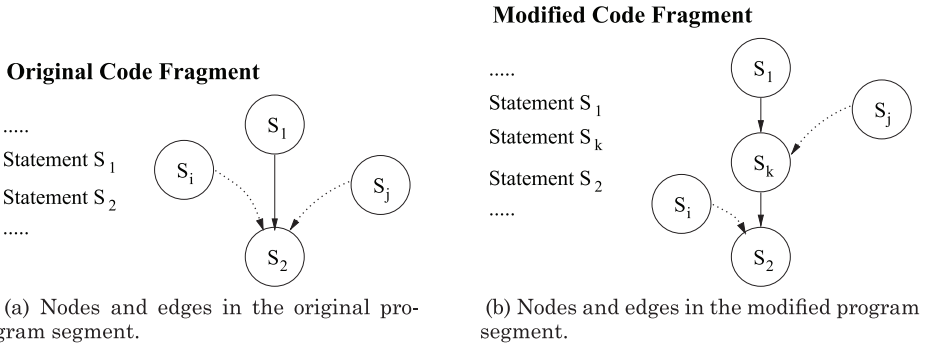 Original Code Fragment
.....
Statement S1
Statement S2
.....
S1
Si
Sj
S2
(a) Nodes and edges in the original pro-
gram segment.
Modified Code Fragment
.....
Statement S1
Statement Sk
Statement S2
.....
S1
Sj
Sk
Si
S2
(b) Nodes and edges in the modified program
segment.